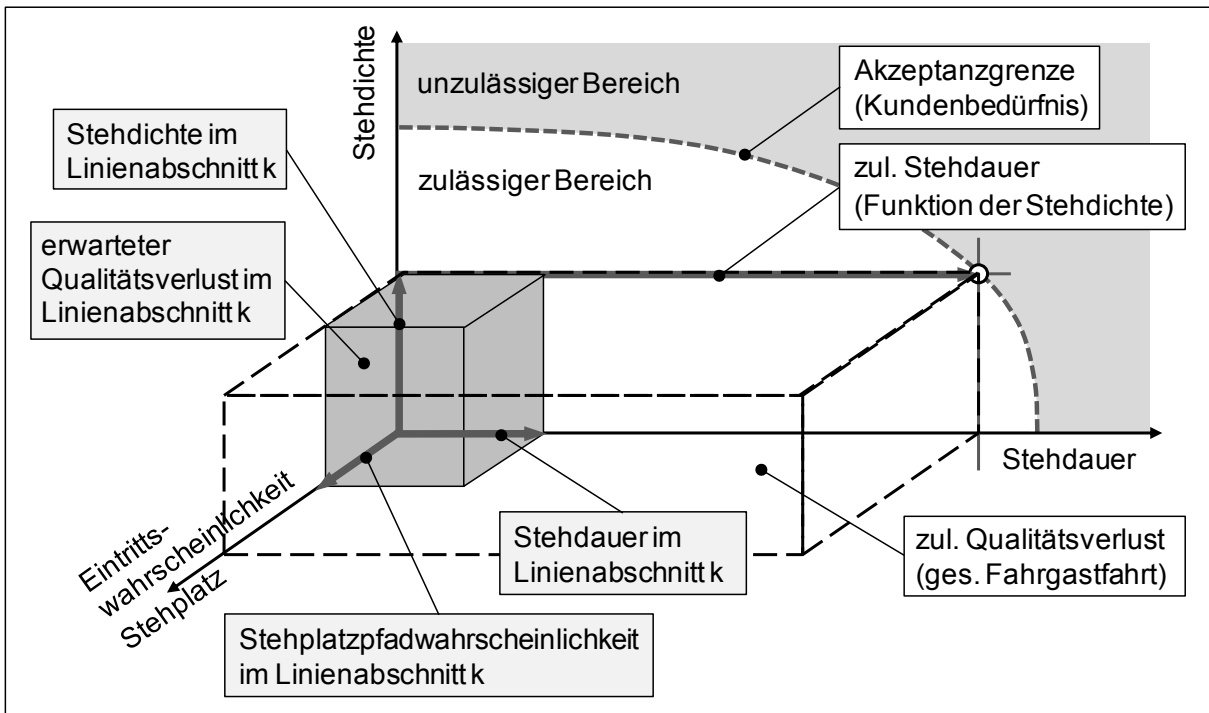 Stehdichte
unzulässiger Bereich
Akzeptanzgrenze
(Kundenbedürfnis)
Stehdichte im
Linienabschnitt k
zulässiger Bereich
zul. Stehdauer
(Funktion der Stehdichte)
erwarteter
Qualitätsverlust im
Linienabschnitt k
Stehdauer
Eintritts-
wahrscheinlichkeit
Stehplatz
Stehdauer im
Linienabschnitt k
zul. Qualitätsverlust
(ges. Fahrgastfahrt)
Stehplatzpfadwahrscheinlichkeit
im Linienabschnitt k